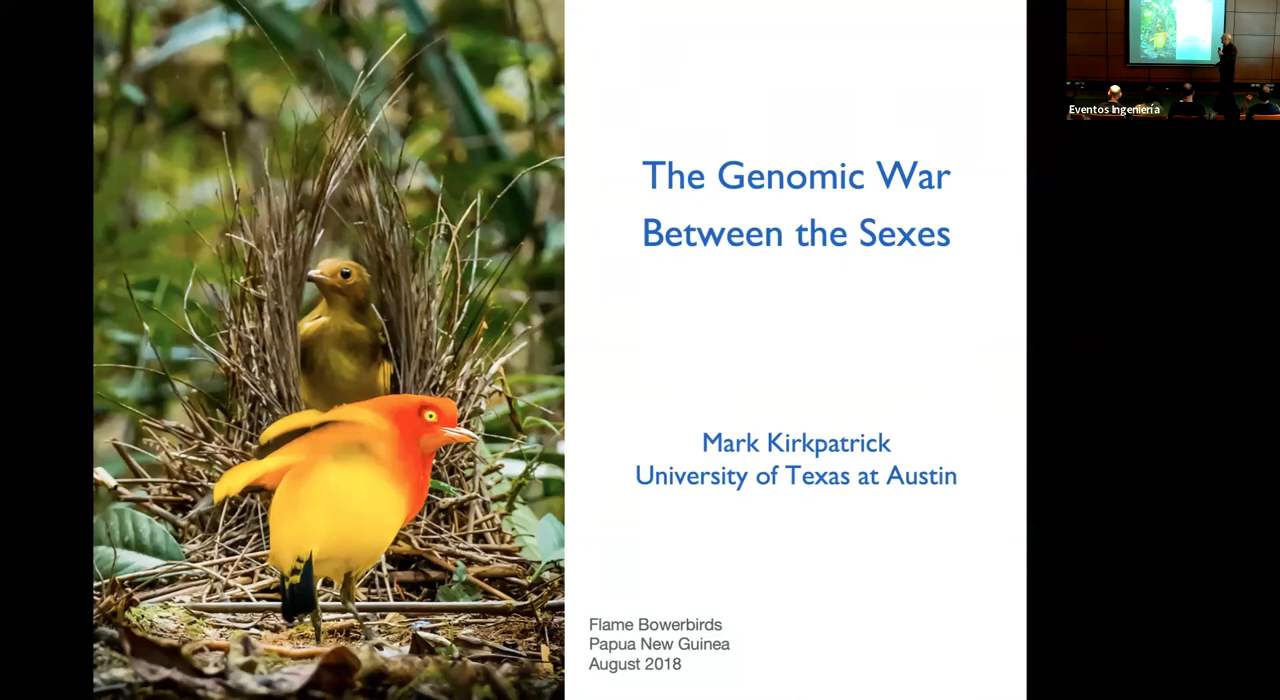 The Genomic War
Between the Sexes
Mark Kirkpatrick
University of Texas at Austin
Flame Bowerbirds
Papua New Guinea
August 2018
Eventos Ingeniería